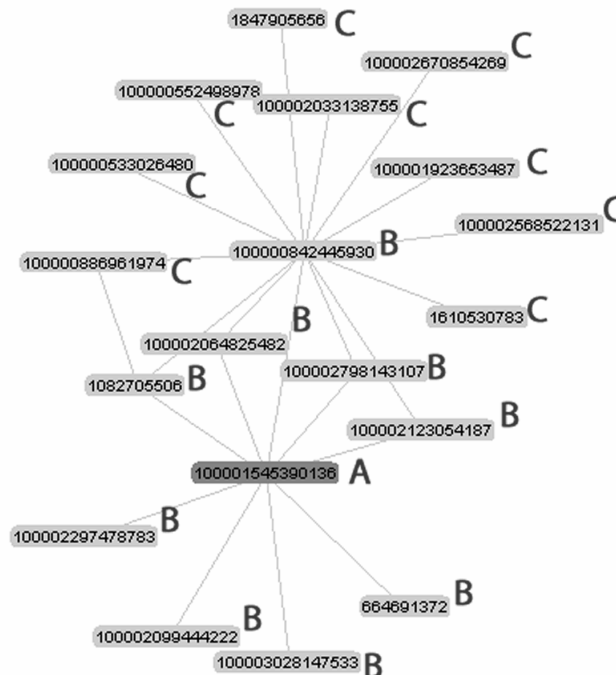 1847905656 C
100002670854269 C
100000552498978 C
100002033138755 C
100000533026480 C
100001923653487 C
100002568522131 C
100000842445930 B
100000886961974 C
1610530783 C
100002064825482 B
100002798143107 B
1082705506 B
100002123054187 B
100001545390136 A
100002297478783 B
664691372 B
100002099444222 B
100003028147533 B